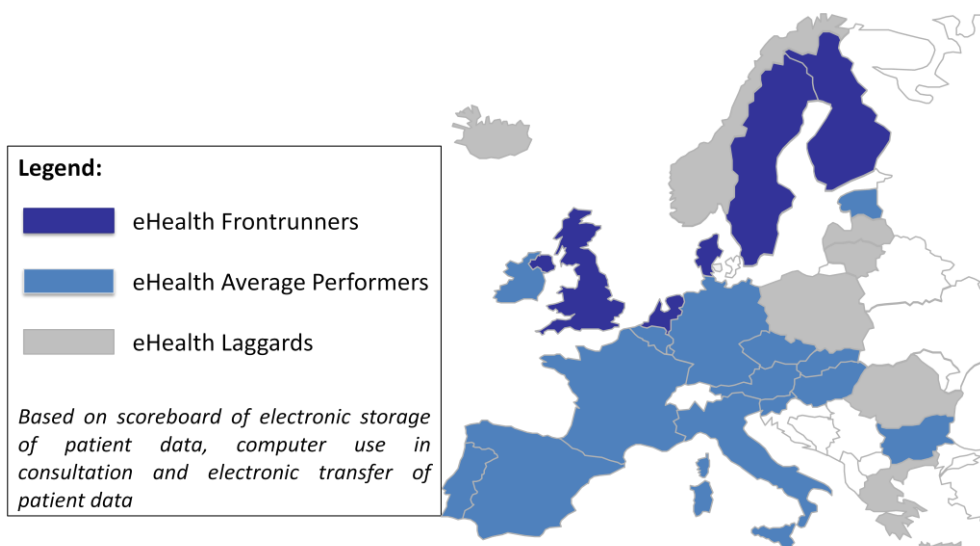 Legend:
eHealth Frontrunners
eHealth Average Performers
eHealth Laggards
Based on scoreboard of electronic storage
of patient data, computer use in
consultation and electronic transfer of
patient data